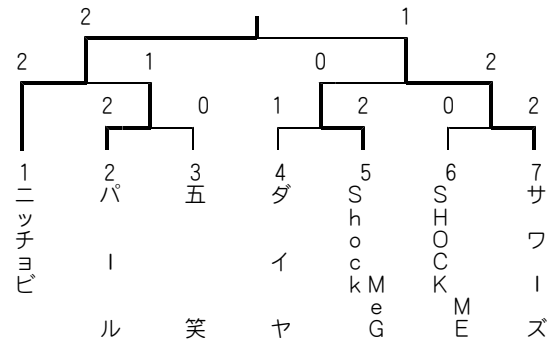 2 1
2 1 0 2
2 0 1 2 0 2
1 2 3 4 5 6 7
ニッチョビ
パール
五笑
ダイヤ
Shock MeG
SHOCK ME
サワーズ